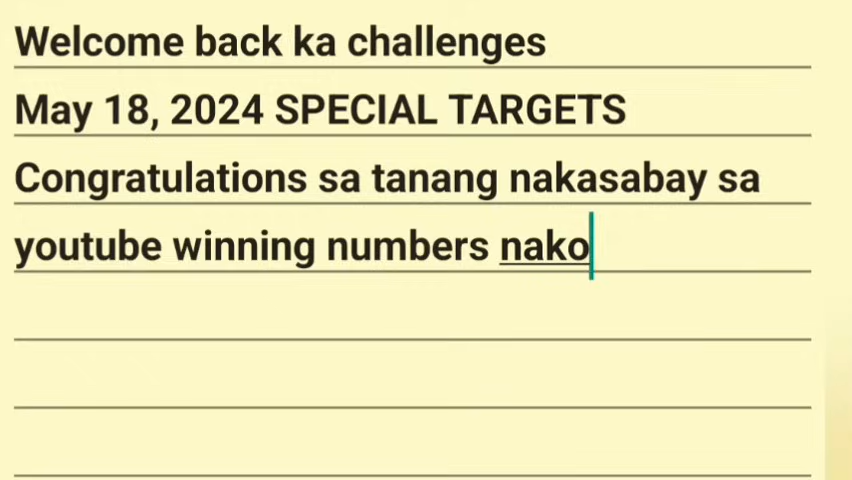 Welcome back ka challenges
May 18, 2024 SPECIAL TARGETS
Congratulations sa tanang nakasabay sa
youtube winning numbers nako